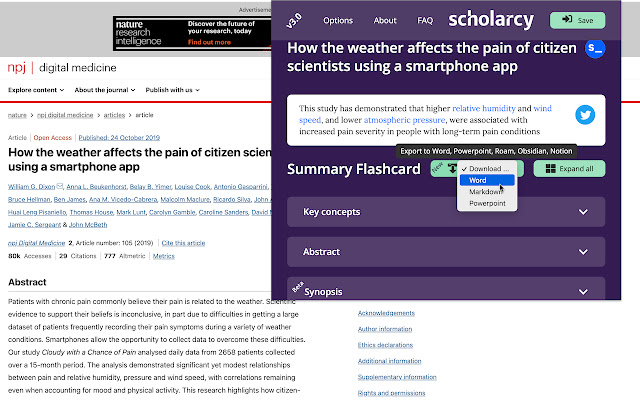 Advertisement
nature
research
intelligence
Discover the future of
your research, today
Find out more
npj | digital medicine
Explore content
About the journal
Publish with us
nature > npj digital medicine > articles > article
Article | Open Access | Published: 24 October 2019
How the weather affects the pain of citizen scien
using a smartphone app
William G. Dixon, Anna L. Beukenhorst, Belay B. Yimer, Louise Cook, Antonio Gasparrini,
Bruce Hellman, Ben James, Ana M. Vicedo-Cabrera, Malcolm Maclure, Ricardo Silva, John A
Huai Leng Pisaniello, Thomas House, Mark Lunt, Carolyn Gamble, Caroline Sanders, David
Jamie C. Sergeant & John McBeth
npj Digital Medicine 2, Article number: 105 (2019) | Cite this article
80k Accesses | 29 Citations | 777 Altmetric | Metrics
Abstract
Patients with chronic pain commonly believe their pain is related to the weather. Scientific
evidence to support their beliefs is inconclusive, in part due to difficulties in getting a large
dataset of patients frequently recording their pain symptoms during a variety of weather
conditions. Smartphones allow the opportunity to collect data to overcome these difficulties.
Our study Cloudy with a Chance of Pain analysed daily data from 2658 patients collected
over a 15-month period. The analysis demonstrated significant yet modest relationships
between pain and relative humidity, pressure and wind speed, with correlations remaining
even when accounting for mood and physical activity. This research highlights how citizen-
Acknowledgements
Author information
Ethics declarations
Additional information
Supplementary information
Rights and permissions
v3.0
Options
About
FAQ
scholarcy
Save
How the weather affects the pain of citizen
scientists using a smartphone app
S_
This study has demonstrated that higher relative humidity and wind
speed, and lower atmospheric pressure, were associated with
increased pain severity in people with long-term pain conditions
Export to Word, Powerpoint, Roam, Obsidian, Notion
Summary Flashcard
New
✓ Download ...
Word
Markdown
Powerpoint
Expand all
Key concepts
Abstract
Beta
Synopsis